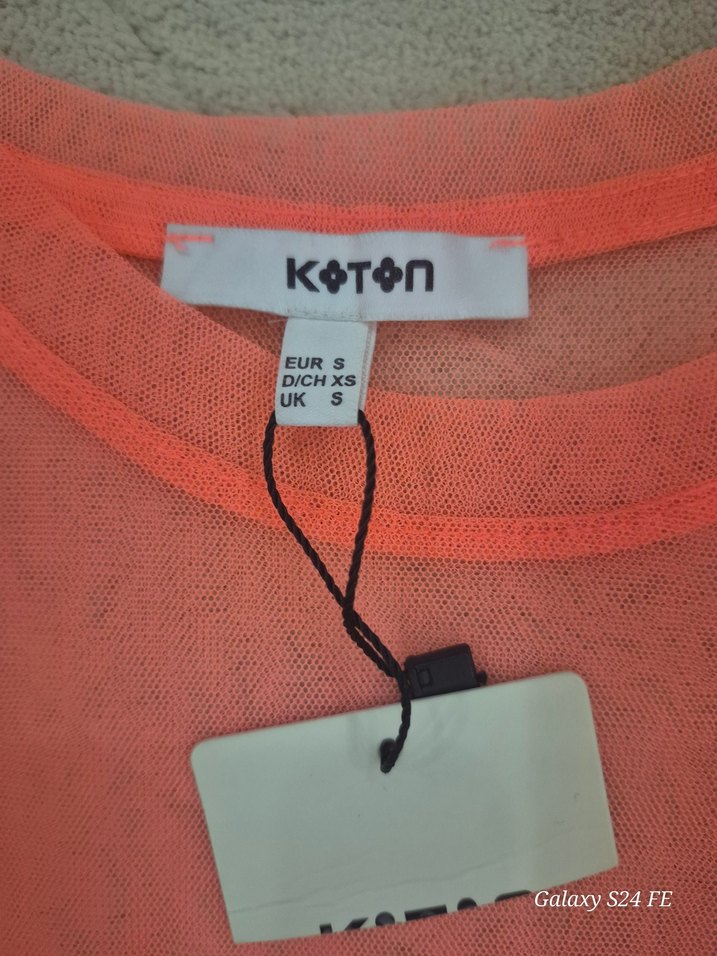 KOTON
EUR S
D/CH XS
UK S
Galaxy S24 FE